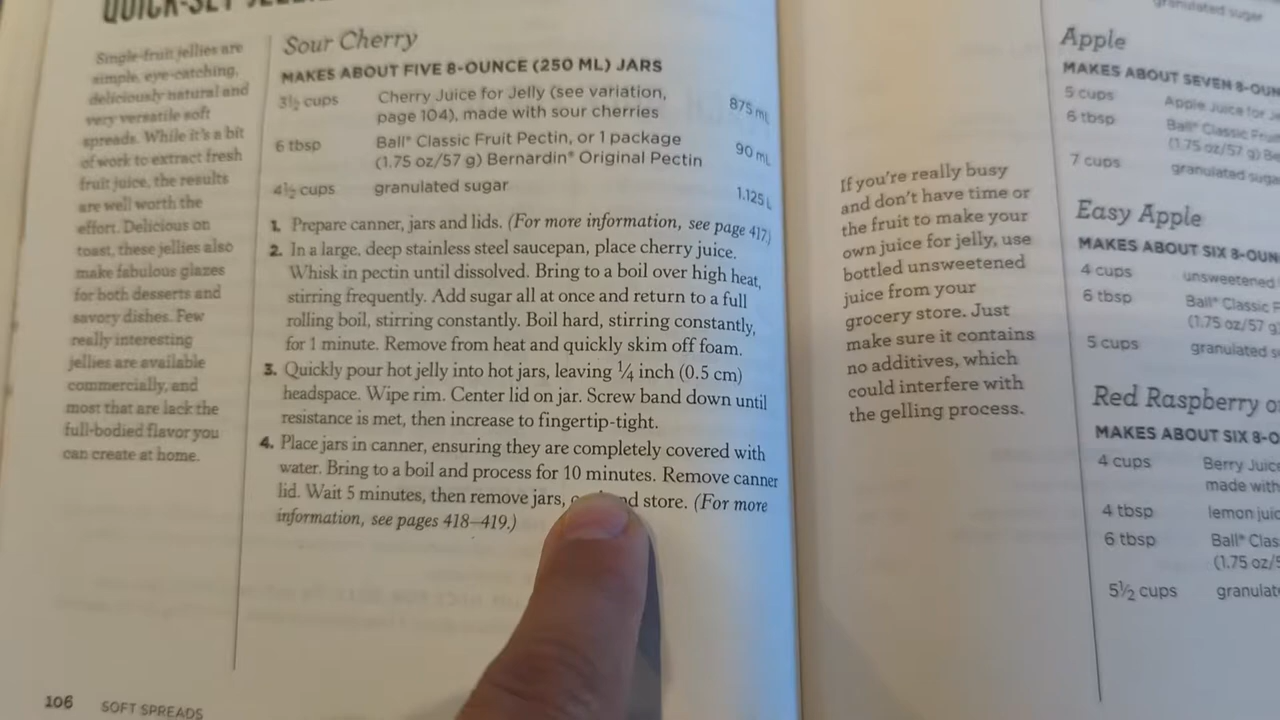 Single-fruit jellies are
simple, eye-catching,
deliciously natural and
very versatile soft
spreads. While it's a bit
of work to extract fresh
fruit juice, the results
are well worth the
effort. Delicious on
toast, these jellies also
make fabulous glazes
for both desserts and
savory dishes. Few
really interesting
jellies are available
commercially, and
most that are lack the
full-bodied flavor you
can create at home.
Sour Cherry
MAKES ABOUT FIVE 8-OUNCE (250 ML) JARS
3½ cups Cherry Juice for Jelly (see variation, 875 mL
page 104), made with sour cherries
6 tbsp Ball® Classic Fruit Pectin, or 1 package 90 mL
(1.75 oz/57 g) Bernardin® Original Pectin
4½ cups granulated sugar 1.125 L
1. Prepare canner, jars and lids. (For more information, see page 417.)
2. In a large, deep stainless steel saucepan, place cherry juice.
Whisk in pectin until dissolved. Bring to a boil over high heat,
stirring frequently. Add sugar all at once and return to a full
rolling boil, stirring constantly. Boil hard, stirring constantly,
for 1 minute. Remove from heat and quickly skim off foam.
3. Quickly pour hot jelly into hot jars, leaving ¼ inch (0.5 cm)
headspace. Wipe rim. Center lid on jar. Screw band down until
resistance is met, then increase to fingertip-tight.
4. Place jars in canner, ensuring they are completely covered with
water. Bring to a boil and process for 10 minutes. Remove canner
lid. Wait 5 minutes, then remove jars, store. (For more
information, see pages 418–419.)
106 SOFT SPREADS
If you're really busy
and don't have time or
the fruit to make your
own juice for jelly, use
bottled unsweetened
juice from your
grocery store. Just
make sure it contains
no additives, which
could interfere with
the gelling process.
granulated sugar
Apple
MAKES ABOUT SEVEN
5 cups Apple Juice for
6 tbsp Ball® Classic
(1.75 oz/57 g)
7 cups granulated
Easy Apple
MAKES ABOUT SIX
4 cups unsweetened
6 tbsp Ball® Classic
(1.75 oz/57 g)
5 cups granulated
Red Raspberry
MAKES ABOUT SIX
4 cups Berry Juice
made with
4 tbsp lemon
6 tbsp Ball®
(1.75
5½ cups